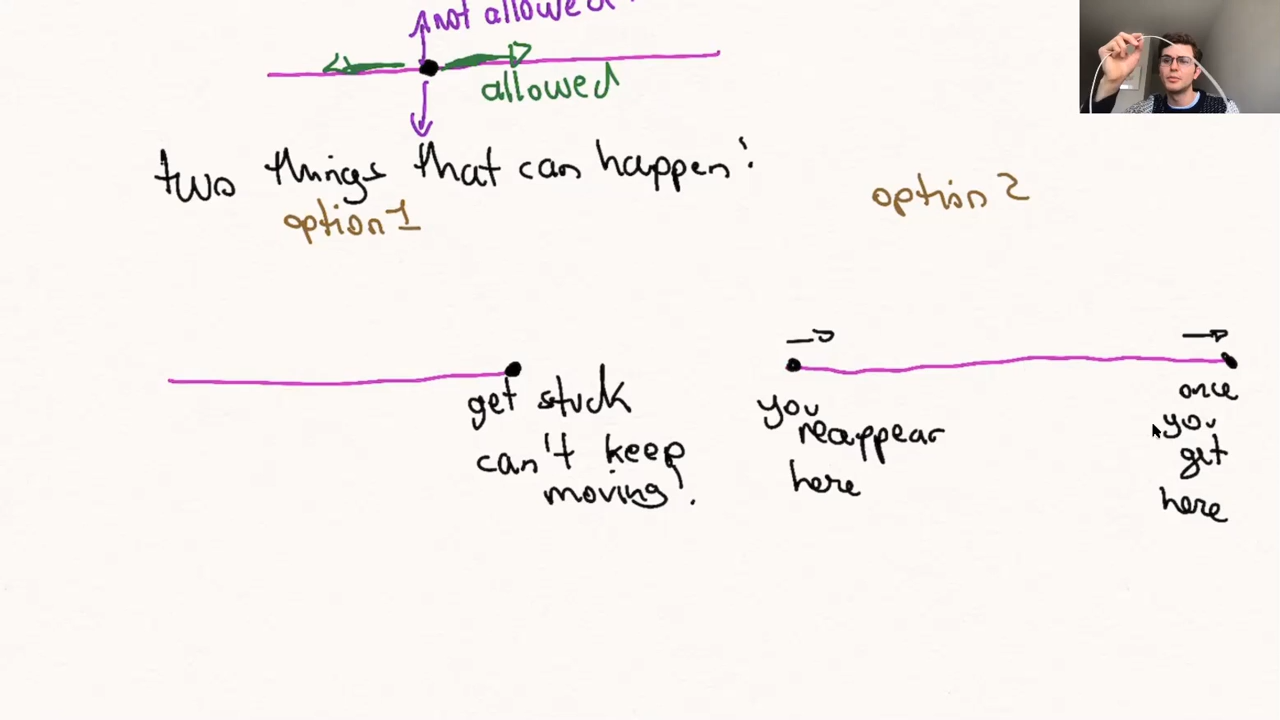 not allowed
allowed
two things that can happen:
option 1
option 2
get stuck
can't keep
moving!
you
reappear
here
once
you
get
here